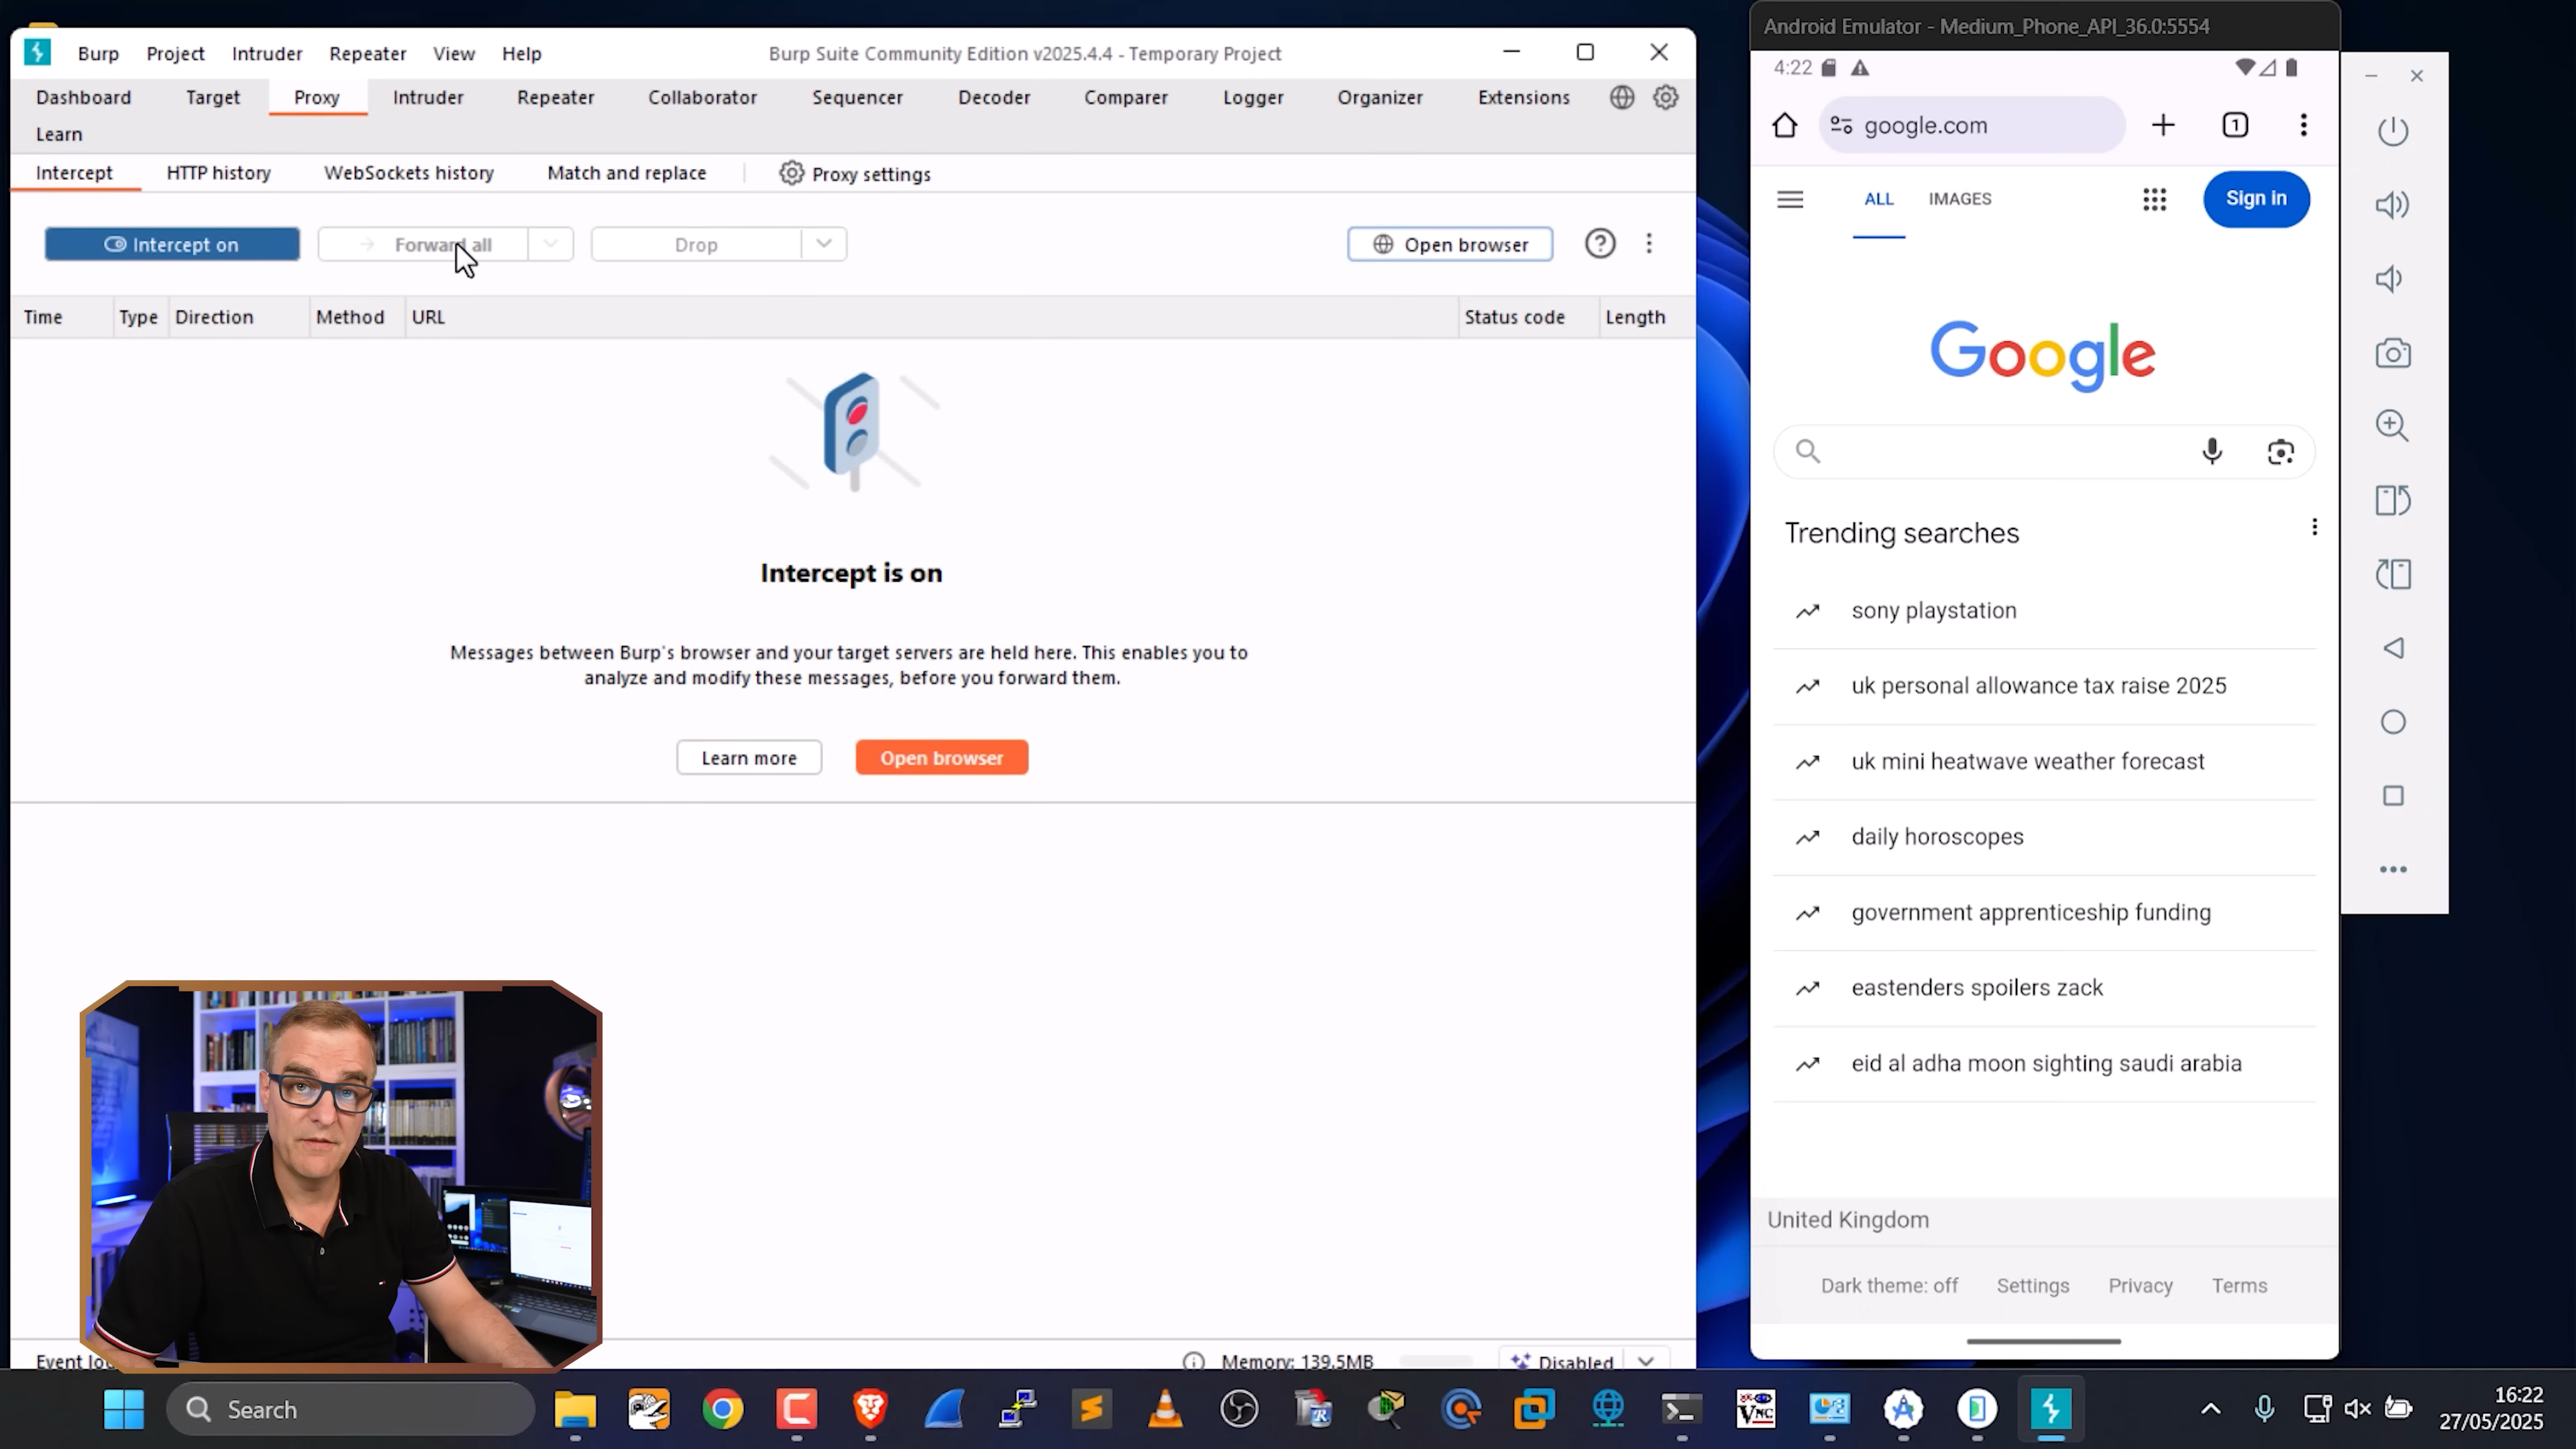 Burp Project Intruder Repeater View Help Burp Suite Community Edition v2025.4.4 - Temporary Project
Dashboard Target Proxy Intruder Repeater Collaborator Sequencer Decoder Comparer Logger Organizer Extensions
Learn
Intercept HTTP history WebSockets history Match and replace Proxy settings
Intercept on Forward all Drop Open browser
Time Type Direction Method URL Status code Length
Intercept is on
Messages between Burp's browser and your target servers are held here. This enables you to
analyze and modify these messages, before you forward them.
Learn more Open browser
Memory: 139.5MB Disabled
Android Emulator - Medium_Phone_API_36.0:5554
4:22
google.com 1
ALL IMAGES Sign in
Google
Trending searches
sony playstation
uk personal allowance tax raise 2025
uk mini heatwave weather forecast
daily horoscopes
government apprenticeship funding
eastenders spoilers zack
eid al adha moon sighting saudi arabia
United Kingdom
Dark theme: off Settings Privacy Terms
Search
VNC
16:22
27/05/2025